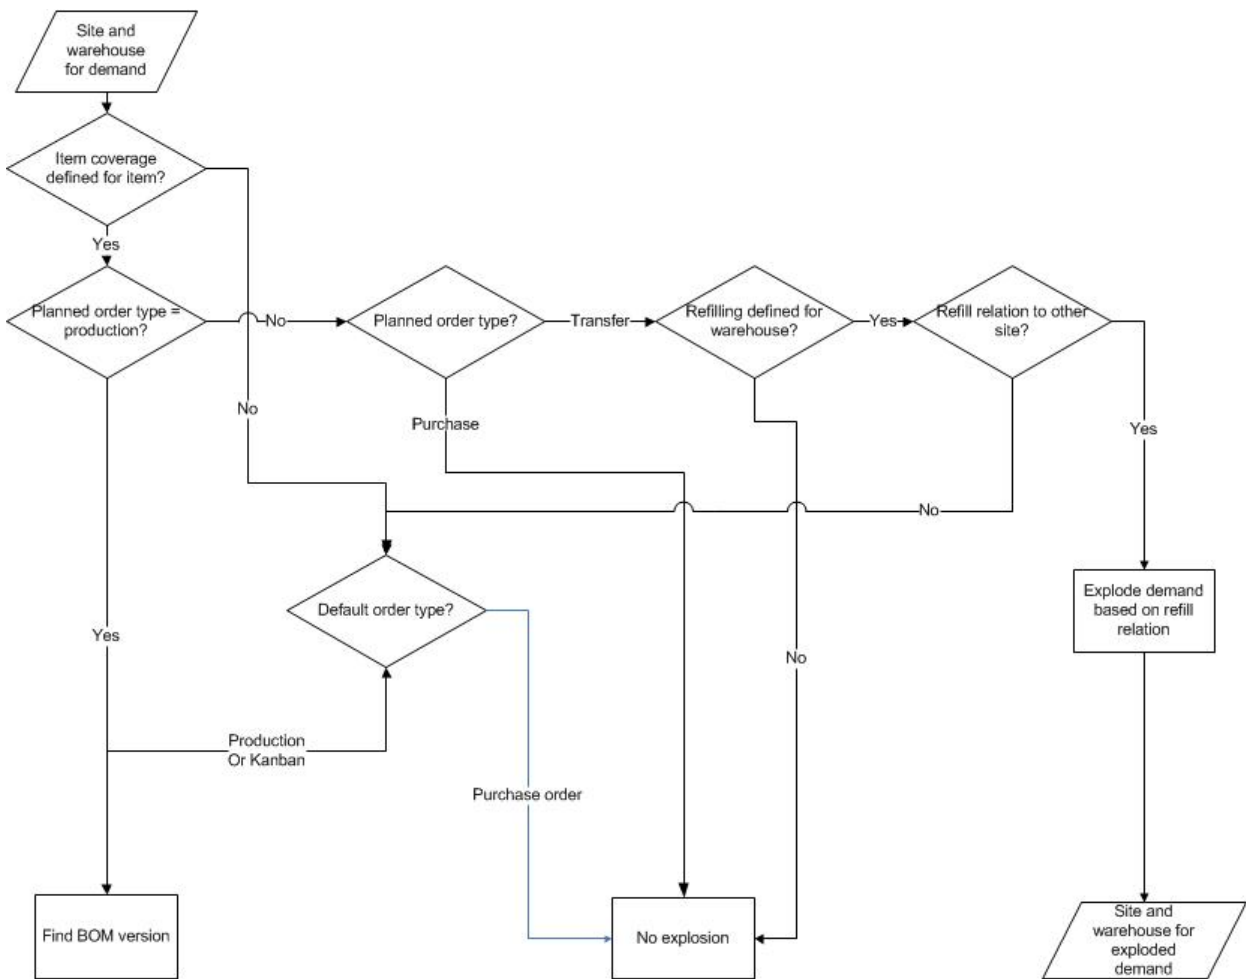 Site and
warehouse
for demand
Item coverage
defined for item?
Yes
Planned order type =
production?
No
Planned order type?
Transfer
Refilling defined for
warehouse?
Yes
Refill relation to other
site?
No
Purchase
Yes
No
Explode demand
based on refill
relation
Default order type?
Yes
No
Production
Or Kanban
Purchase order
Find BOM version
No explosion
Site and
warehouse for
exploded
demand